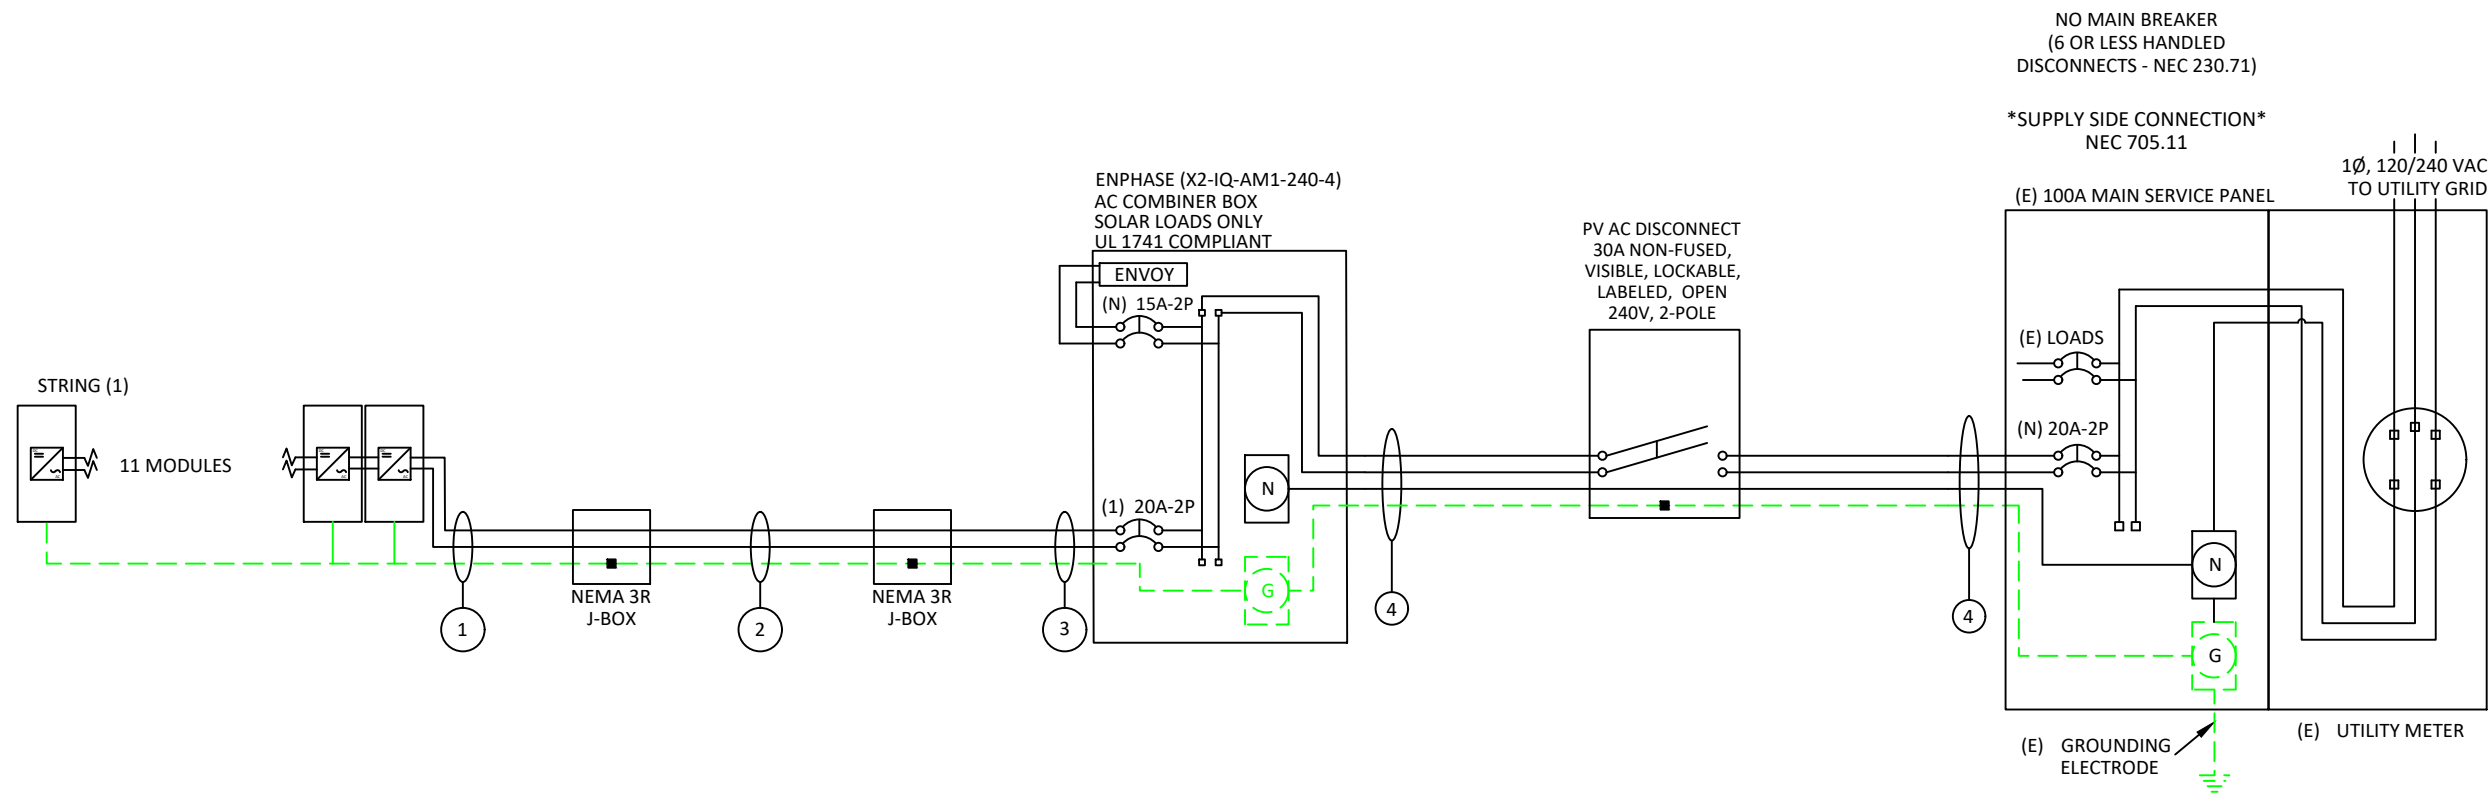 NO MAIN BREAKER
(6 OR LESS HANDLED
DISCONNECTS - NEC 230.71)
*SUPPLY SIDE CONNECTION*
NEC 705.11
1Ø, 120/240 VAC
TO UTILITY GRID
(E) 100A MAIN SERVICE PANEL
ENPHASE (X2-IQ-AM1-240-4)
AC COMBINER BOX
SOLAR LOADS ONLY
UL 1741 COMPLIANT
PV AC DISCONNECT
30A NON-FUSED,
VISIBLE, LOCKABLE,
LABELED, OPEN
240V, 2-POLE
ENVOY
(N) 15A-2P
(E) LOADS
STRING (1)
11 MODULES
(N) 20A-2P
N
(1) 20A-2P
N
G
NEMA 3R
J-BOX
NEMA 3R
J-BOX
1
2
3
4
4
G
(E) GROUNDING
ELECTRODE
(E) UTILITY METER